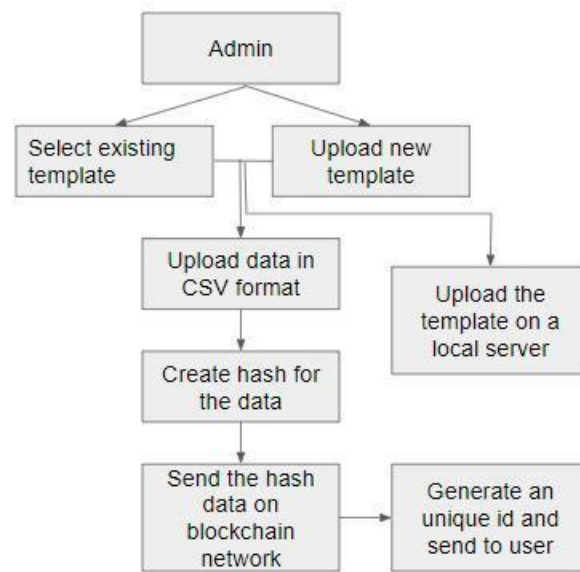 Admin
Select existing
template
Upload new
template
Upload data in
CSV format
Upload the
template on a
local server
Create hash for
the data
Send the hash
data on
blockchain
network
Generate an
unique id and
send to user